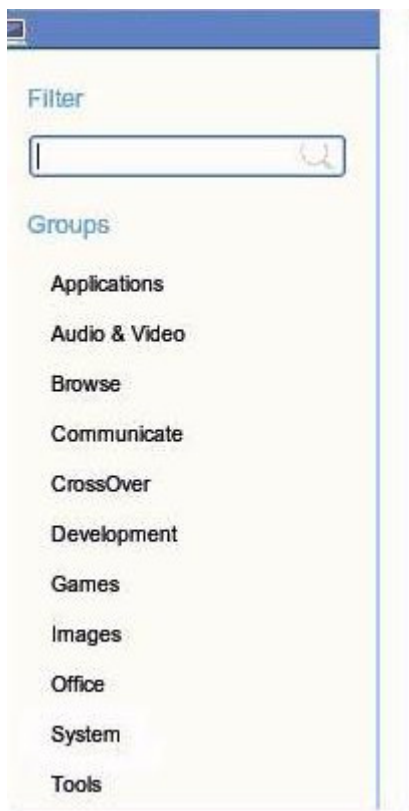 Filter
Groups
Applications
Audio & Video
Browse
Communicate
CrossOver
Development
Games
Images
Office
System
Tools